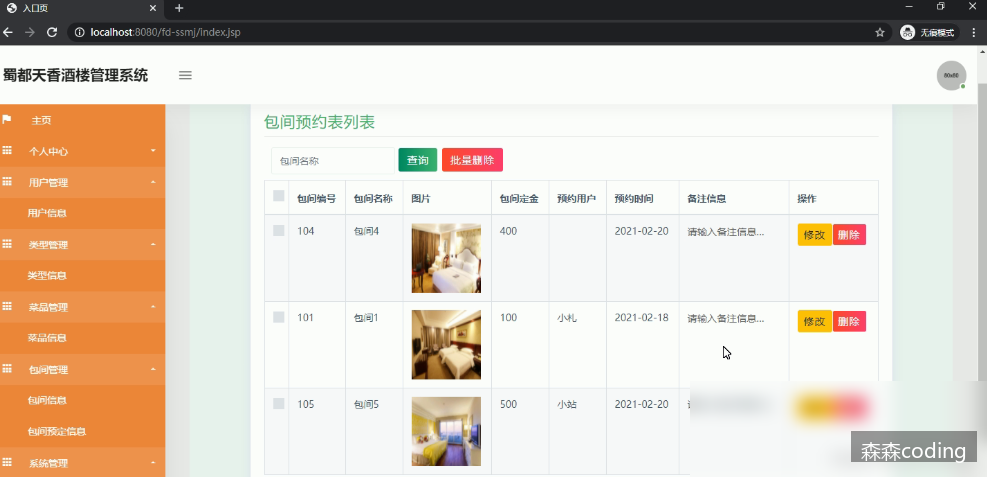 入口页
localhost:8080/fd-ssmj/index.jsp
无痕模式
蜀都天香酒楼管理系统
80x80
主页
个人中心
用户管理
用户信息
类型管理
类型信息
菜品管理
菜品信息
包间管理
包间信息
包间预定信息
系统管理
包间预约表列表
包间名称 查询 批量删除
包间编号 包间名称 图片 包间定金 预约用户 预约时间 备注信息 操作
104 包间4 400 2021-02-20 请输入备注信息... 修改 删除
101 包间1 100 小札 2021-02-18 请输入备注信息... 修改 删除
105 包间5 500 小站 2021-02-20
森森coding